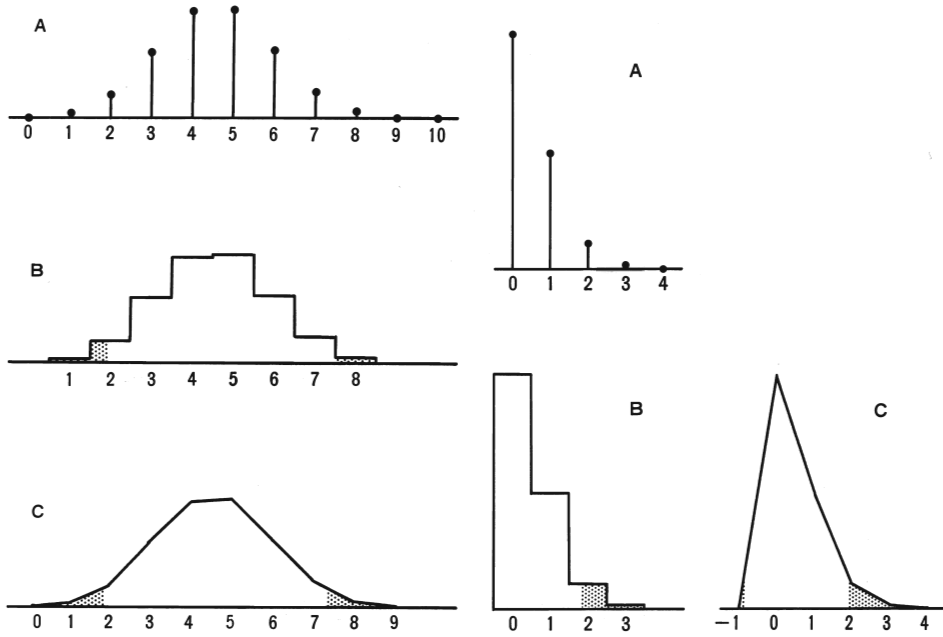 A
0 1 2 3 4 5 6 7 8 9 10
B
1 2 3 4 5 6 7 8
C
0 1 2 3 4 5 6 7 8 9
A
0 1 2 3 4
B
0 1 2 3
C
−1 0 1 2 3 4